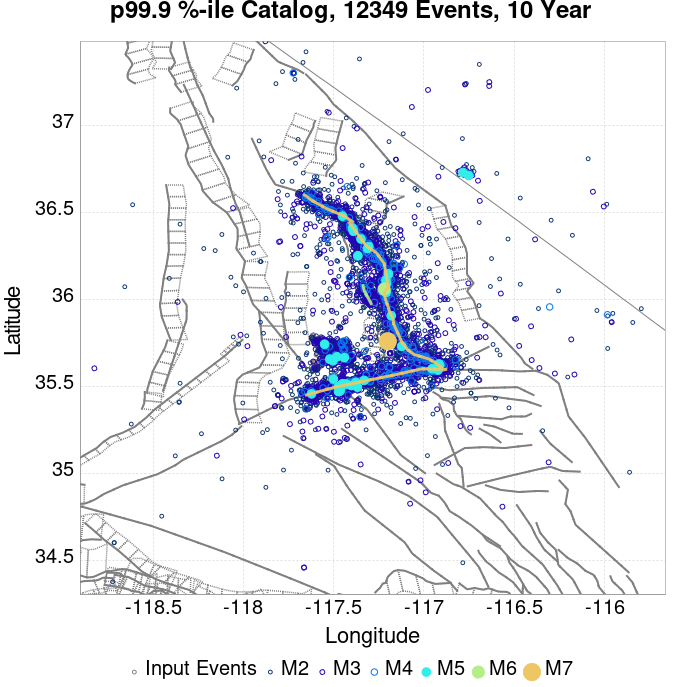 p99.9 %-ile Catalog, 12349 Events, 10 Year
Latitude
37
36.5
36
35.5
35
34.5
-118.5 -118 -117.5 -117 -116.5 -116
Longitude
Input Events M2 M3 M4 M5 M6 M7